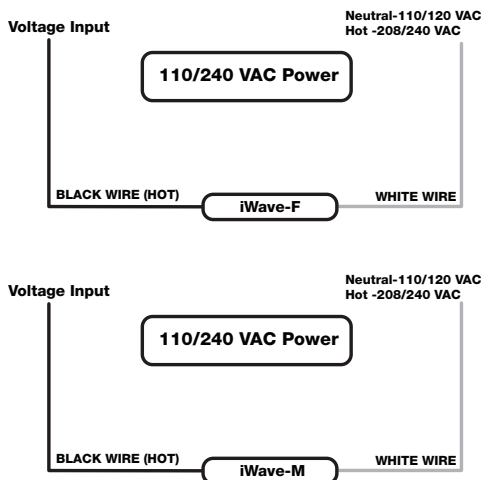 Voltage Input
Neutral-110/120 VAC
Hot -208/240 VAC
110/240 VAC Power
BLACK WIRE (HOT)
iWave-F
WHITE WIRE
Voltage Input
Neutral-110/120 VAC
Hot -208/240 VAC
110/240 VAC Power
BLACK WIRE (HOT)
iWave-M
WHITE WIRE